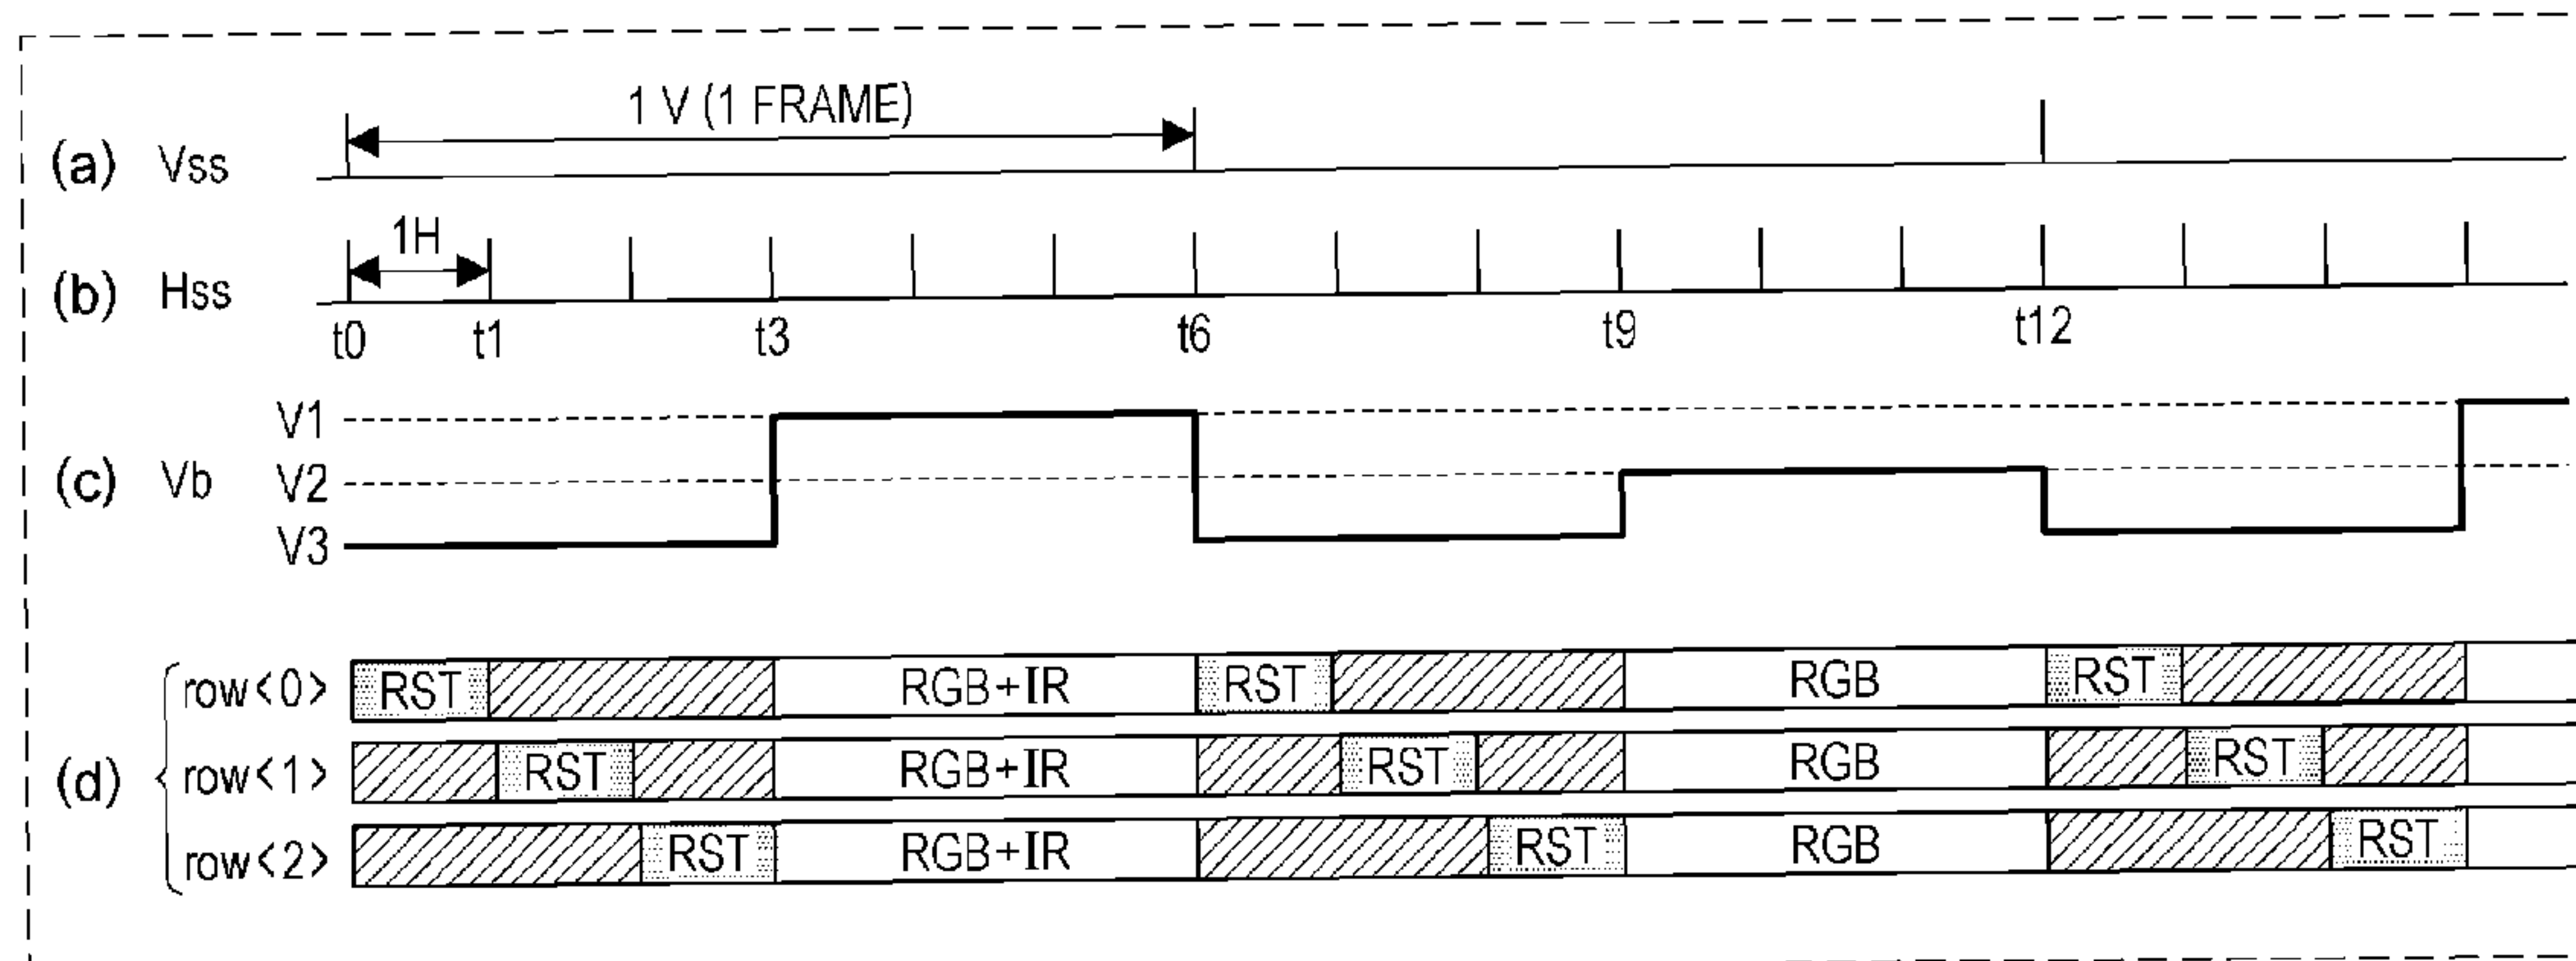 1 V (1 FRAME)
(a) Vss
1H
(b) Hss
t0 t1 t3 t6 t9 t12
V1
(c) Vb V2
V3
row<0> RST RGB+IR RST RGB RST
(d) row<1> RST RGB+IR RST RGB RST
row<2> RST RGB+IR RST RGB RST